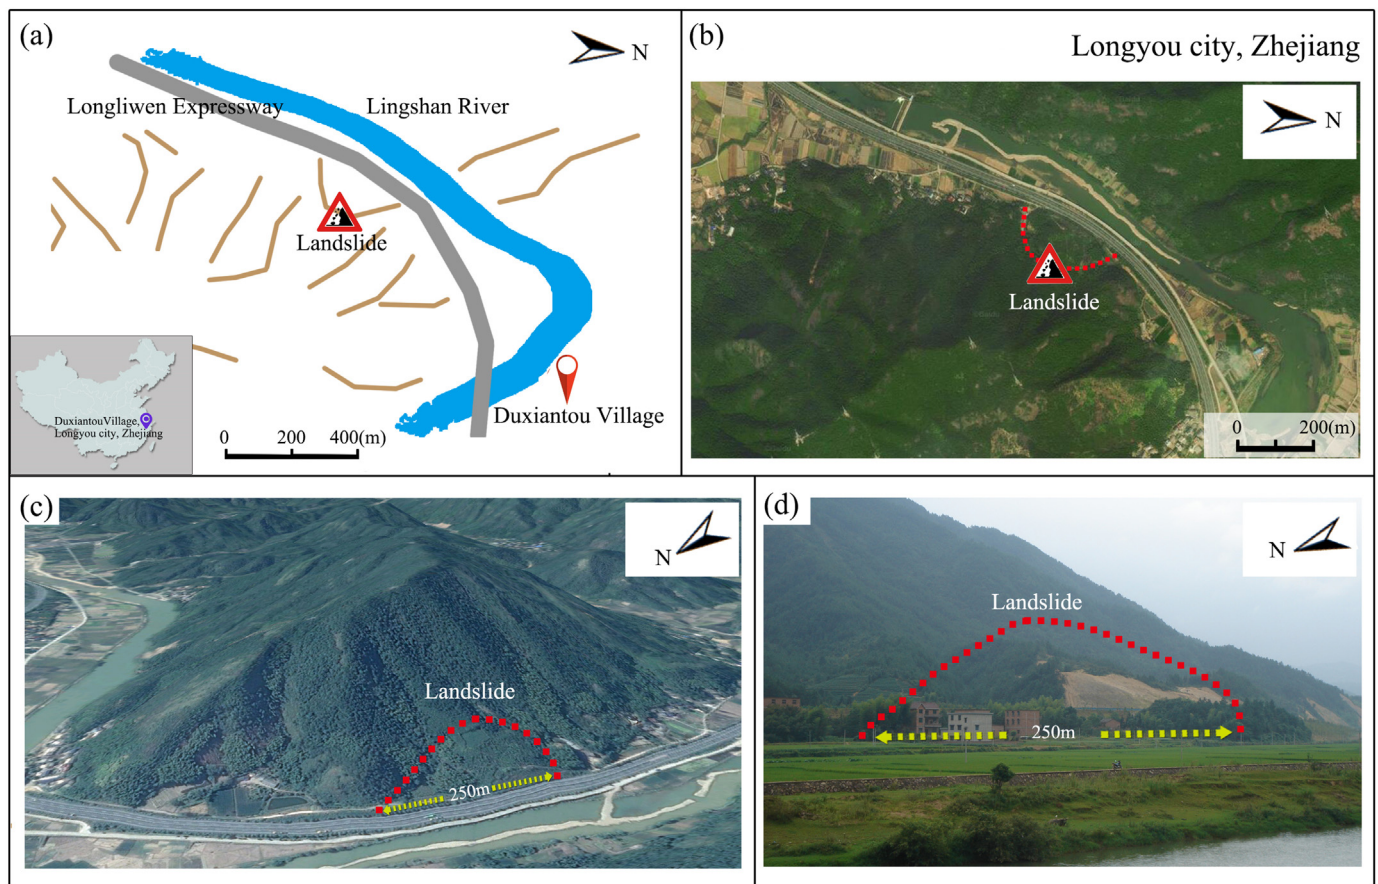 (a)
N
Longliwen Expressway
Lingshan River
Landslide
Duxiantou Village
DuxiantouVillage,
Longyou city, Zhejiang
0 200 400(m)
(b)
Longyou city, Zhejiang
N
Landslide
0 200(m)
(c)
N
Landslide
250m
(d)
N
Landslide
250m